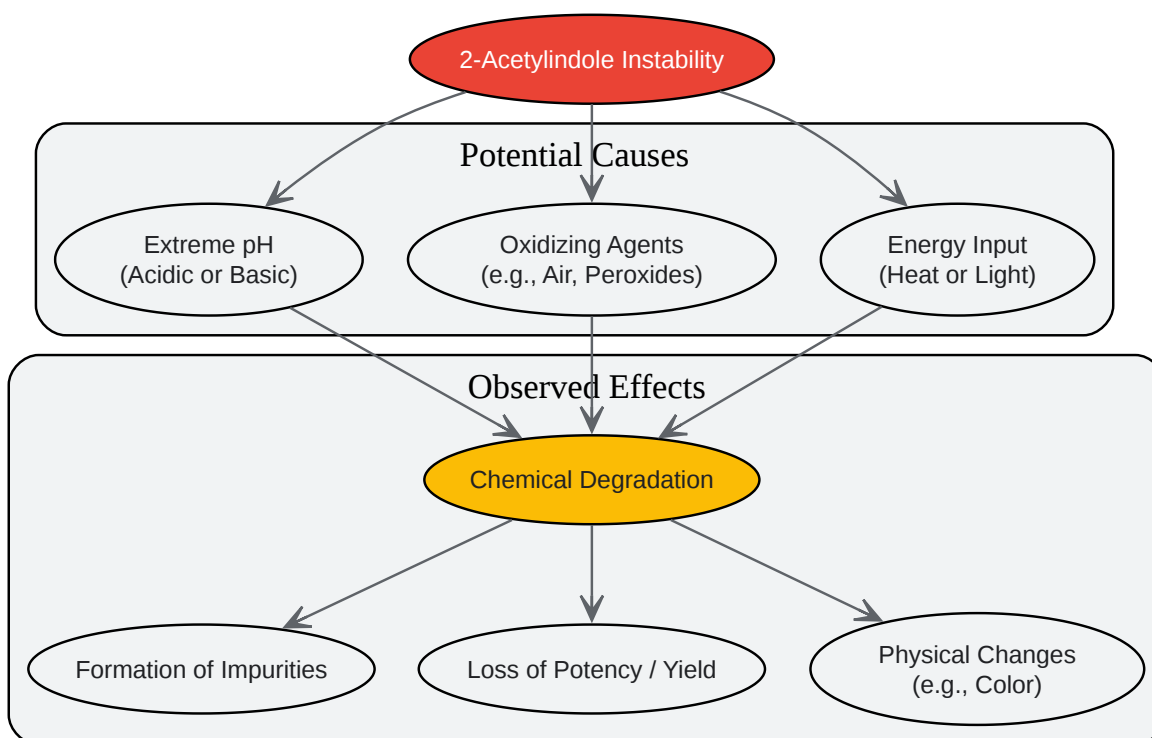 2-Acetylindole Instability
Potential Causes
Extreme pH
(Acidic or Basic)
Oxidizing Agents
(e.g., Air, Peroxides)
Energy Input
(Heat or Light)
Observed Effects
Chemical Degradation
Formation of Impurities
Loss of Potency / Yield
Physical Changes
(e.g., Color)